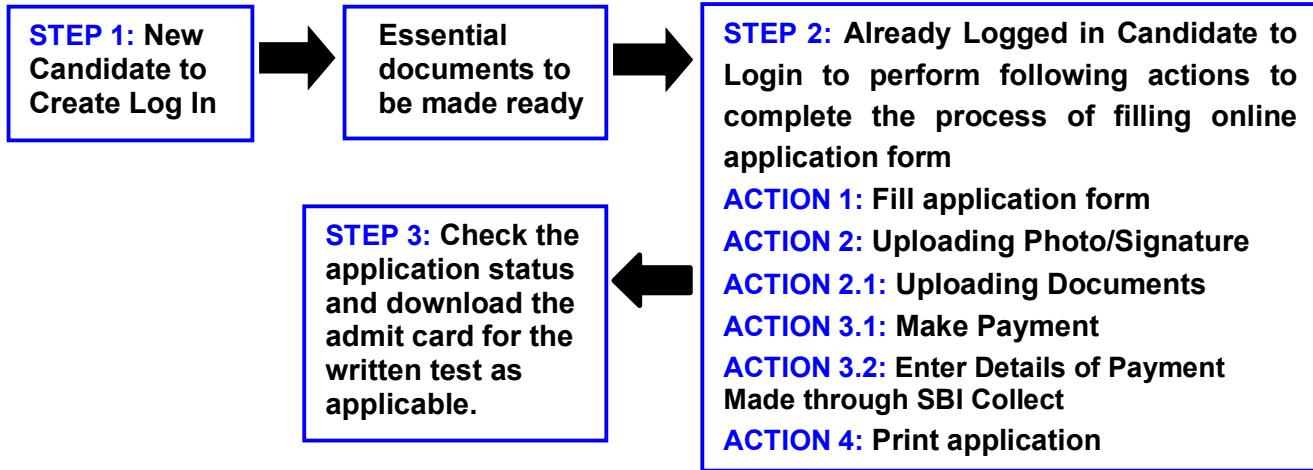 STEP 1: New
Candidate to
Create Log In
Essential
documents to
be made ready
STEP 2: Already Logged in Candidate to
Login to perform following actions to
complete the process of filling online
application form
ACTION 1: Fill application form
ACTION 2: Uploading Photo/Signature
ACTION 2.1: Uploading Documents
ACTION 3.1: Make Payment
ACTION 3.2: Enter Details of Payment
Made through SBI Collect
ACTION 4: Print application
STEP 3: Check the
application status
and download the
admit card for the
written test as
applicable.